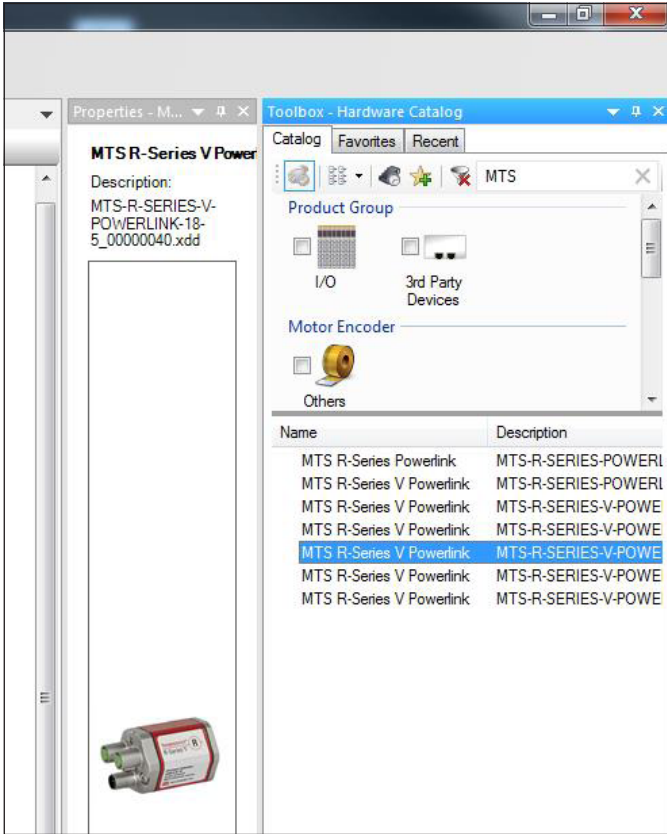 Properties - M...
MTS R-Series V Power
Description:
MTS-R-SERIES-V-
POWERLINK-18-
5_00000040.xdd
Toolbox - Hardware Catalog
Catalog Favorites Recent
MTS
Product Group
I/O
3rd Party
Devices
Motor Encoder
Others
Name Description
MTS R-Series Powerlink MTS-R-SERIES-POWERL
MTS R-Series V Powerlink MTS-R-SERIES-POWERL
MTS R-Series V Powerlink MTS-R-SERIES-V-POWE
MTS R-Series V Powerlink MTS-R-SERIES-V-POWE
MTS R-Series V Powerlink MTS-R-SERIES-V-POWE
MTS R-Series V Powerlink MTS-R-SERIES-V-POWE
MTS R-Series V Powerlink MTS-R-SERIES-V-POWE
R-Series V
R